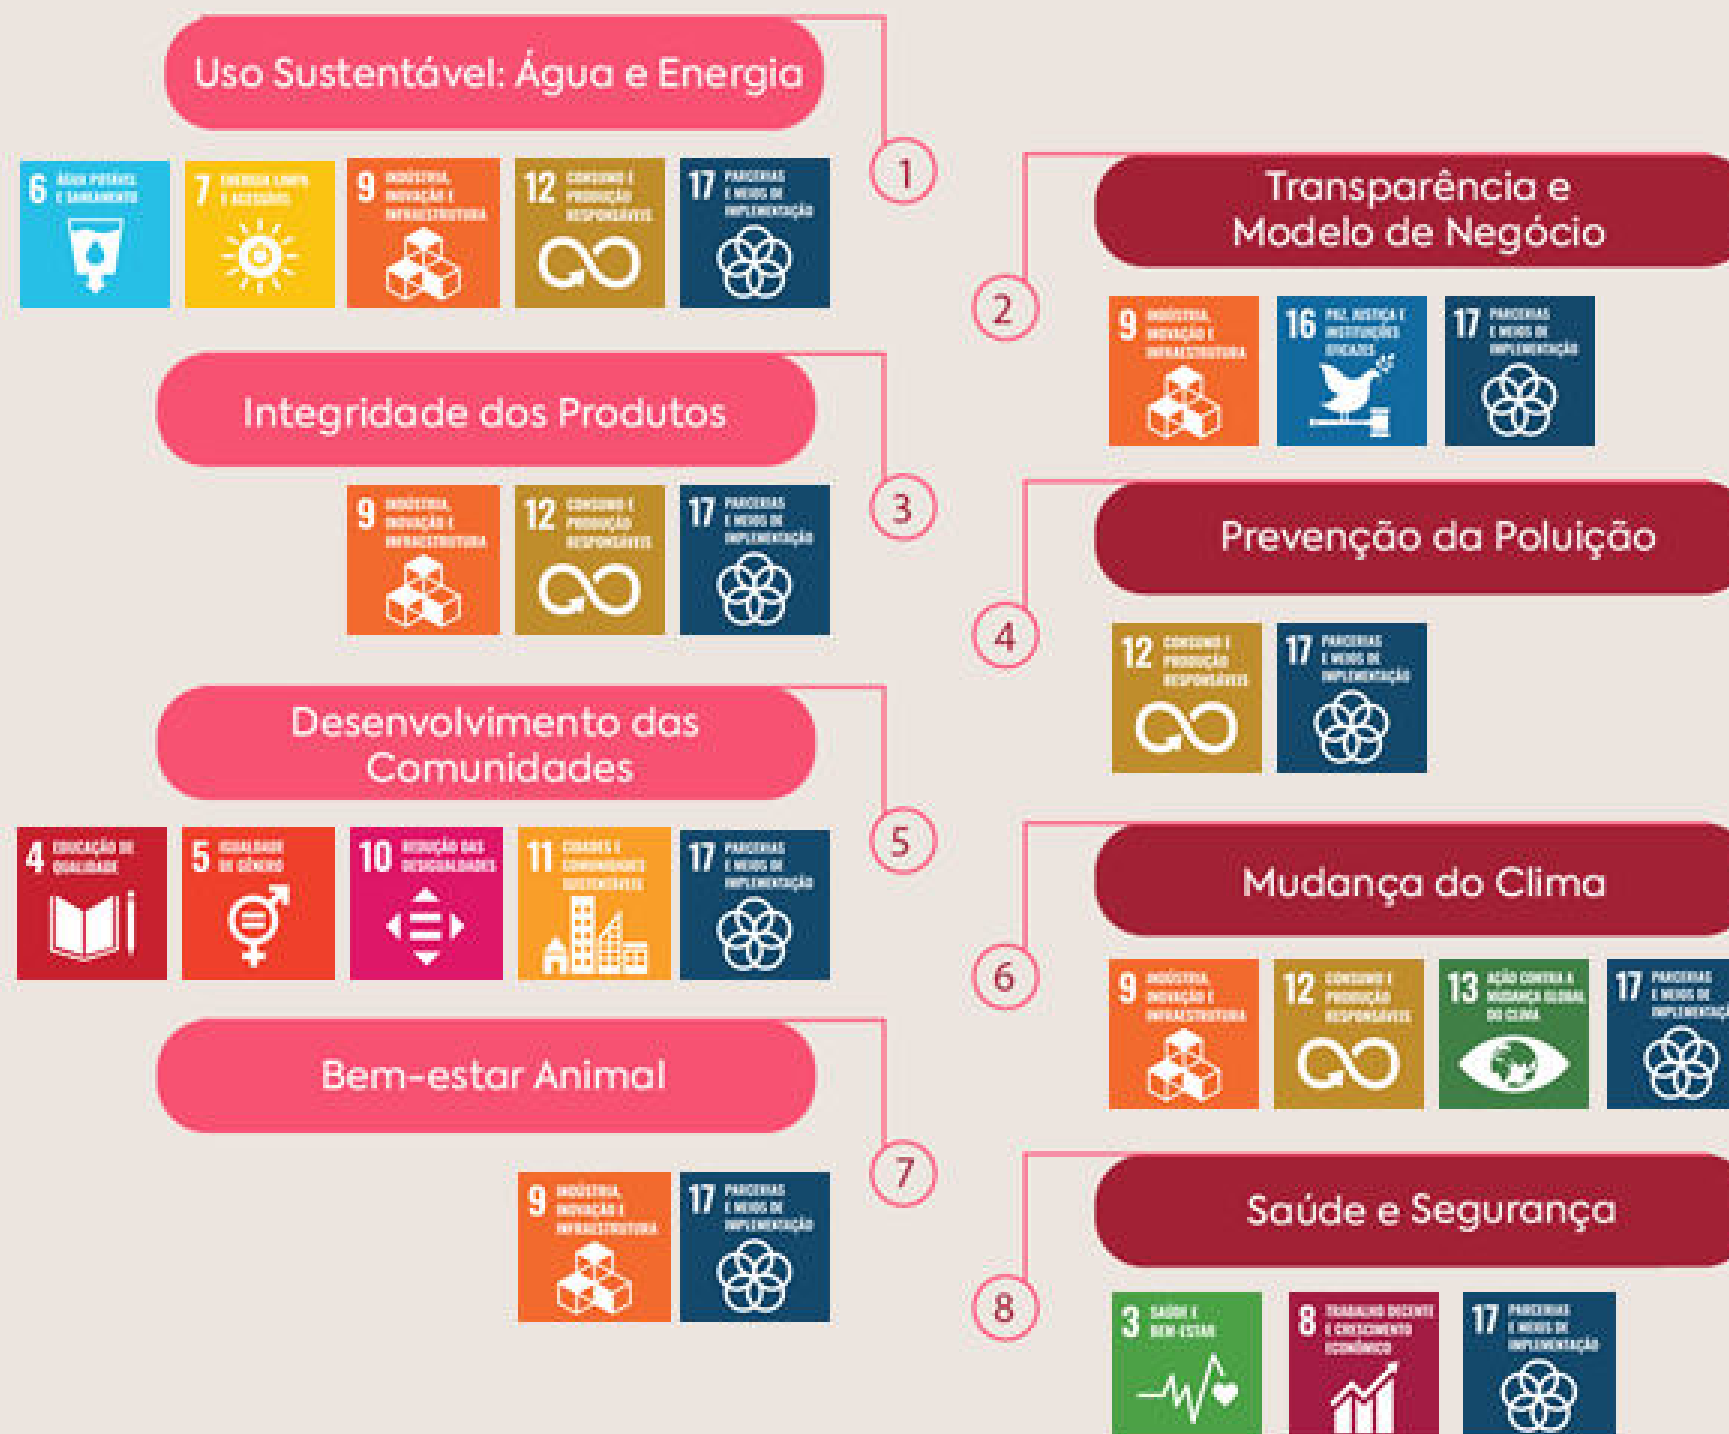 Uso Sustentável: Água e Energia
1
6 ÁGUA POTÁVEL
E SANEAMENTO
7 ENERGIA LIMPA
E ACESSÍVEL
9 INDÚSTRIA,
INOVAÇÃO E
INFRAESTRUTURA
12 CONSUMO E
PRODUÇÃO
RESPONSÁVEIS
17 PARCERIAS
E MEIOS DE
IMPLEMENTAÇÃO
Transparência e
Modelo de Negócio
2
9 INDÚSTRIA,
INOVAÇÃO E
INFRAESTRUTURA
16 PAZ, JUSTIÇA E
INSTITUIÇÕES
EFICAZES
17 PARCERIAS
E MEIOS DE
IMPLEMENTAÇÃO
Integridade dos Produtos
3
9 INDÚSTRIA,
INOVAÇÃO E
INFRAESTRUTURA
12 CONSUMO E
PRODUÇÃO
RESPONSÁVEIS
17 PARCERIAS
E MEIOS DE
IMPLEMENTAÇÃO
Prevenção da Poluição
4
12 CONSUMO E
PRODUÇÃO
RESPONSÁVEIS
17 PARCERIAS
E MEIOS DE
IMPLEMENTAÇÃO
Desenvolvimento das
Comunidades
5
4 EDUCAÇÃO DE
QUALIDADE
5 IGUALDADE
DE GÊNERO
10 REDUÇÃO DAS
DESIGUALDADES
11 CIDADES E
COMUNIDADES
SUSTENTÁVEIS
17 PARCERIAS
E MEIOS DE
IMPLEMENTAÇÃO
Mudança do Clima
6
9 INDÚSTRIA,
INOVAÇÃO E
INFRAESTRUTURA
12 CONSUMO E
PRODUÇÃO
RESPONSÁVEIS
13 AÇÃO CONTRA A
MUDANÇA GLOBAL
DO CLIMA
17 PARCERIAS
E MEIOS DE
IMPLEMENTAÇÃ
Bem-estar Animal
7
9 INDÚSTRIA,
INOVAÇÃO E
INFRAESTRUTURA
17 PARCERIAS
E MEIOS DE
IMPLEMENTAÇÃO
Saúde e Segurança
8
3 SAÚDE E
BEM-ESTAR
8 TRABALHO DECENTE
E CRESCIMENTO
ECONÔMICO
17 PARCERIAS
E MEIOS DE
IMPLEMENTAÇÃO